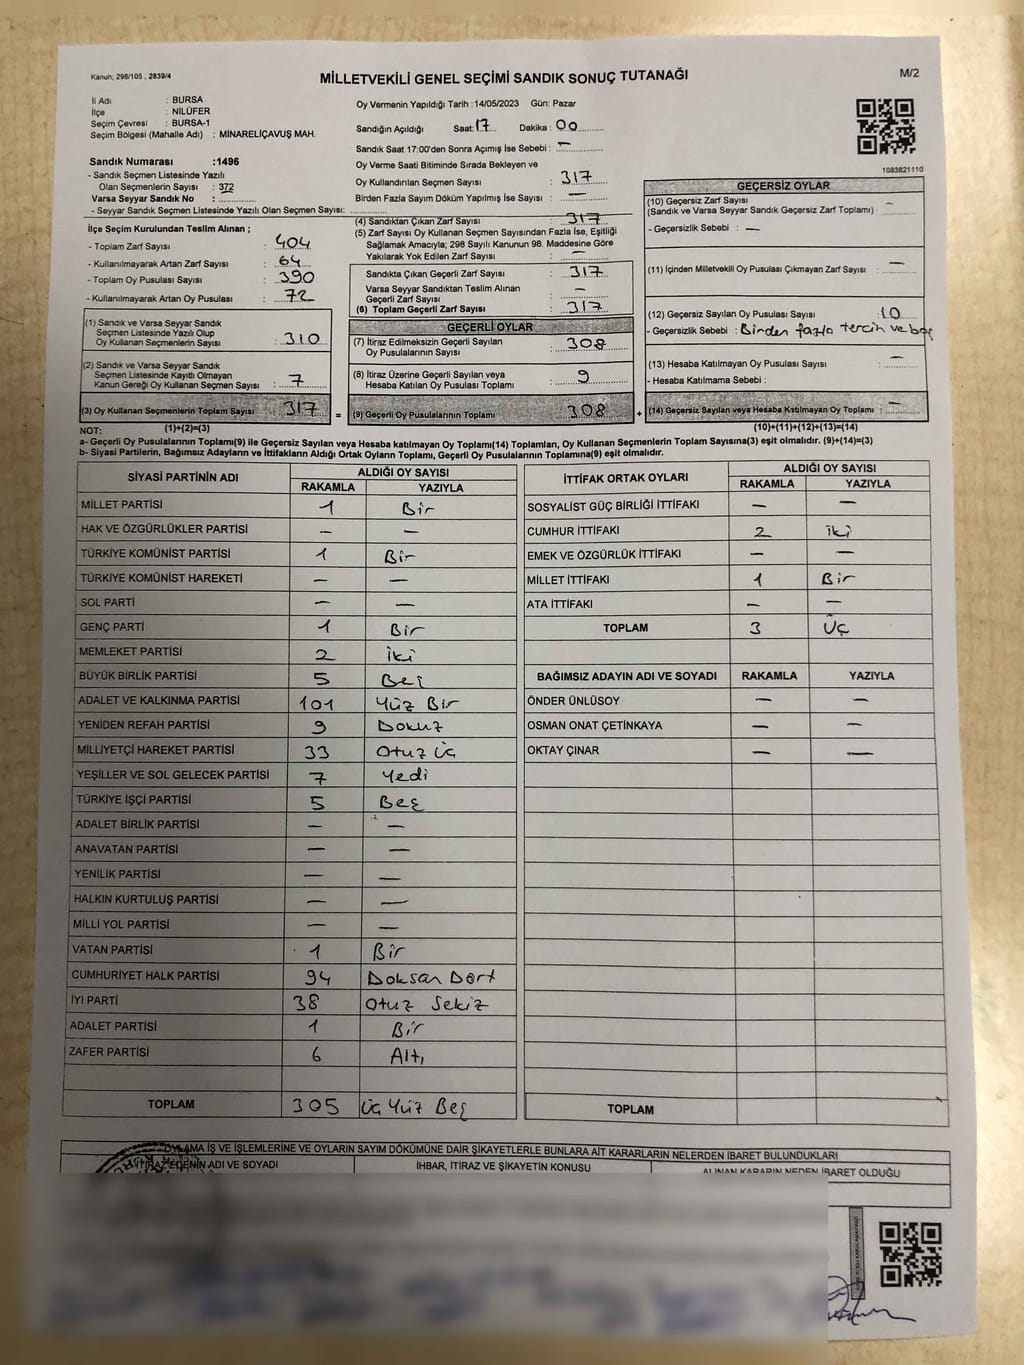 Kanun; 298/105 , 2839/4
MİLLETVEKİLİ GENEL SEÇİMİ SANDIK SONUÇ TUTANAĞI
M/2
İl Adı : BURSA
İlçe : NİLÜFER
Seçim Çevresi : BURSA-1
Seçim Bölgesi (Mahalle Adı) : MİNARELİÇAVUŞ MAH.
Sandık Numarası :1496
- Sandık Seçmen Listesinde Yazılı
Olan Seçmenlerin Sayısı : 372
Varsa Seyyar Sandık No :
- Seyyar Sandık Seçmen Listesinde Yazılı Olan Seçmen Sayısı:
İlçe Seçim Kurulundan Teslim Alınan ;
- Toplam Zarf Sayısı : 404
- Kullanılmayarak Artan Zarf Sayısı : 64
- Toplam Oy Pusulası Sayısı : 390
- Kullanılmayarak Artan Oy Pusulası : 72
(1) Sandık ve Varsa Seyyar Sandık
Seçmen Listesinde Yazılı Olup
Oy Kullanan Seçmenlerin Sayısı : 310
(2) Sandık ve Varsa Seyyar Sandık
Seçmen Listesinde Kayıtlı Olmayan
Kanun Gereği Oy Kullanan Seçmen Sayısı : 7
(3) Oy Kullanan Seçmenlerin Toplam Sayısı : 317 =
Oy Vermenin Yapıldığı Tarih :14/05/2023 Gün: Pazar
Sandığın Açıldığı Saat: 17 Dakika : 00
Sandık Saat 17:00'den Sonra Açımış İse Sebebi : —
Oy Verme Saati Bitiminde Sırada Bekleyen ve
Oy Kullandırılan Seçmen Sayısı : 317
Birden Fazla Sayım Döküm Yapılmış İse Sayısı : —
(4) Sandıktan Çıkan Zarf Sayısı : 317
(5) Zarf Sayısı Oy Kullanan Seçmen Sayısından Fazla İse, Eşitliği
Sağlamak Amacıyla; 298 Sayılı Kanunun 98. Maddesine Göre
Yakılarak Yok Edilen Zarf Sayısı : —
Sandıkta Çıkan Geçerli Zarf Sayısı : 317
Varsa Seyyar Sandıktan Teslim Alınan
Geçerli Zarf Sayısı : —
(6) Toplam Geçerli Zarf Sayısı : 317
GEÇERLİ OYLAR
(7) İtiraz Edilmeksizin Geçerli Sayılan
Oy Pusulalarının Sayısı : 308
(8) İtiraz Üzerine Geçerli Sayılan veya
Hesaba Katılan Oy Pusulası Toplamı : 9
(9) Geçerli Oy Pusulalarının Toplamı : 308 +
1083621110
GEÇERSİZ OYLAR
(10) Geçersiz Zarf Sayısı : —
(Sandık ve Varsa Seyyar Sandık Geçersiz Zarf Toplamı)
- Geçersizlik Sebebi : —
(11) İçinden Milletvekili Oy Pusulası Çıkmayan Zarf Sayısı : —
(12) Geçersiz Sayılan Oy Pusulası Sayısı : 10
- Geçersizlik Sebebi : Birden fazla tercih ve boş
(13) Hesaba Katılmayan Oy Pusulası Sayısı : —
- Hesaba Katılmama Sebebi :
(14) Geçersiz Sayılan veya Hesaba Katılmayan Oy Toplamı : —
NOT: (1)+(2)=(3) (10)+(11)+(12)+(13)=(14)
a- Geçerli Oy Pusulalarının Toplamı(9) ile Geçersiz Sayılan veya Hesaba katılmayan Oy Toplamı(14) Toplamları, Oy Kullanan Seçmenlerin Toplam Sayısına(3) eşit olmalıdır. (9)+(14)=(3)
b- Siyasi Partilerin, Bağımsız Adayların ve İttifakların Aldığı Ortak Oyların Toplamı, Geçerli Oy Pusulalarının Toplamına(9) eşit olmalıdır.
SİYASİ PARTİNİN ADI ALDIĞI OY SAYISI
RAKAMLA YAZIYLA
MİLLET PARTİSİ 1 Bir
HAK VE ÖZGÜRLÜKLER PARTİSİ — —
TÜRKİYE KOMÜNİST PARTİSİ 1 Bir
TÜRKİYE KOMÜNİST HAREKETİ — —
SOL PARTİ — —
GENÇ PARTİ 1 Bir
MEMLEKET PARTİSİ 2 iki
BÜYÜK BİRLİK PARTİSİ 5 Beş
ADALET VE KALKINMA PARTİSİ 101 Yüz Bir
YENİDEN REFAH PARTİSİ 9 Dokuz
MİLLİYETÇİ HAREKET PARTİSİ 33 Otuz üç
YEŞİLLER VE SOL GELECEK PARTİSİ 7 Yedi
TÜRKİYE İŞÇİ PARTİSİ 5 Beş
ADALET BİRLİK PARTİSİ — —
ANAVATAN PARTİSİ — —
YENİLİK PARTİSİ — —
HALKIN KURTULUŞ PARTİSİ — —
MİLLİ YOL PARTİSİ — —
VATAN PARTİSİ 1 Bir
CUMHURİYET HALK PARTİSİ 94 Doksan Dört
İYİ PARTİ 38 Otuz Sekiz
ADALET PARTİSİ 1 Bir
ZAFER PARTİSİ 6 Altı
TOPLAM 305 Üç Yüz Beş
İTTİFAK ORTAK OYLARI ALDIĞI OY SAYISI
RAKAMLA YAZIYLA
SOSYALİST GÜÇ BİRLİĞİ İTTİFAKI — —
CUMHUR İTTİFAKI 2 iki
EMEK VE ÖZGÜRLÜK İTTİFAKI — —
MİLLET İTTİFAKI 1 Bir
ATA İTTİFAKI — —
TOPLAM 3 Üç
BAĞIMSIZ ADAYIN ADI VE SOYADI RAKAMLA YAZIYLA
ÖNDER ÜNLÜSOY — —
OSMAN ONAT ÇETİNKAYA — —
OKTAY ÇINAR — —
TOPLAM
OYLAMA İŞ VE İŞLEMLERİNE VE OYLARIN SAYIM DÖKÜMÜNE DAİR ŞİKAYETLERLE BUNLARA AİT KARARLARIN NELERDEN İBARET BULUNDUKLARI
İTİRAZ EDENİN ADI VE SOYADI İHBAR, İTİRAZ VE ŞİKAYETİN KONUSU ALINAN KARARIN NEDEN İBARET OLDUĞU